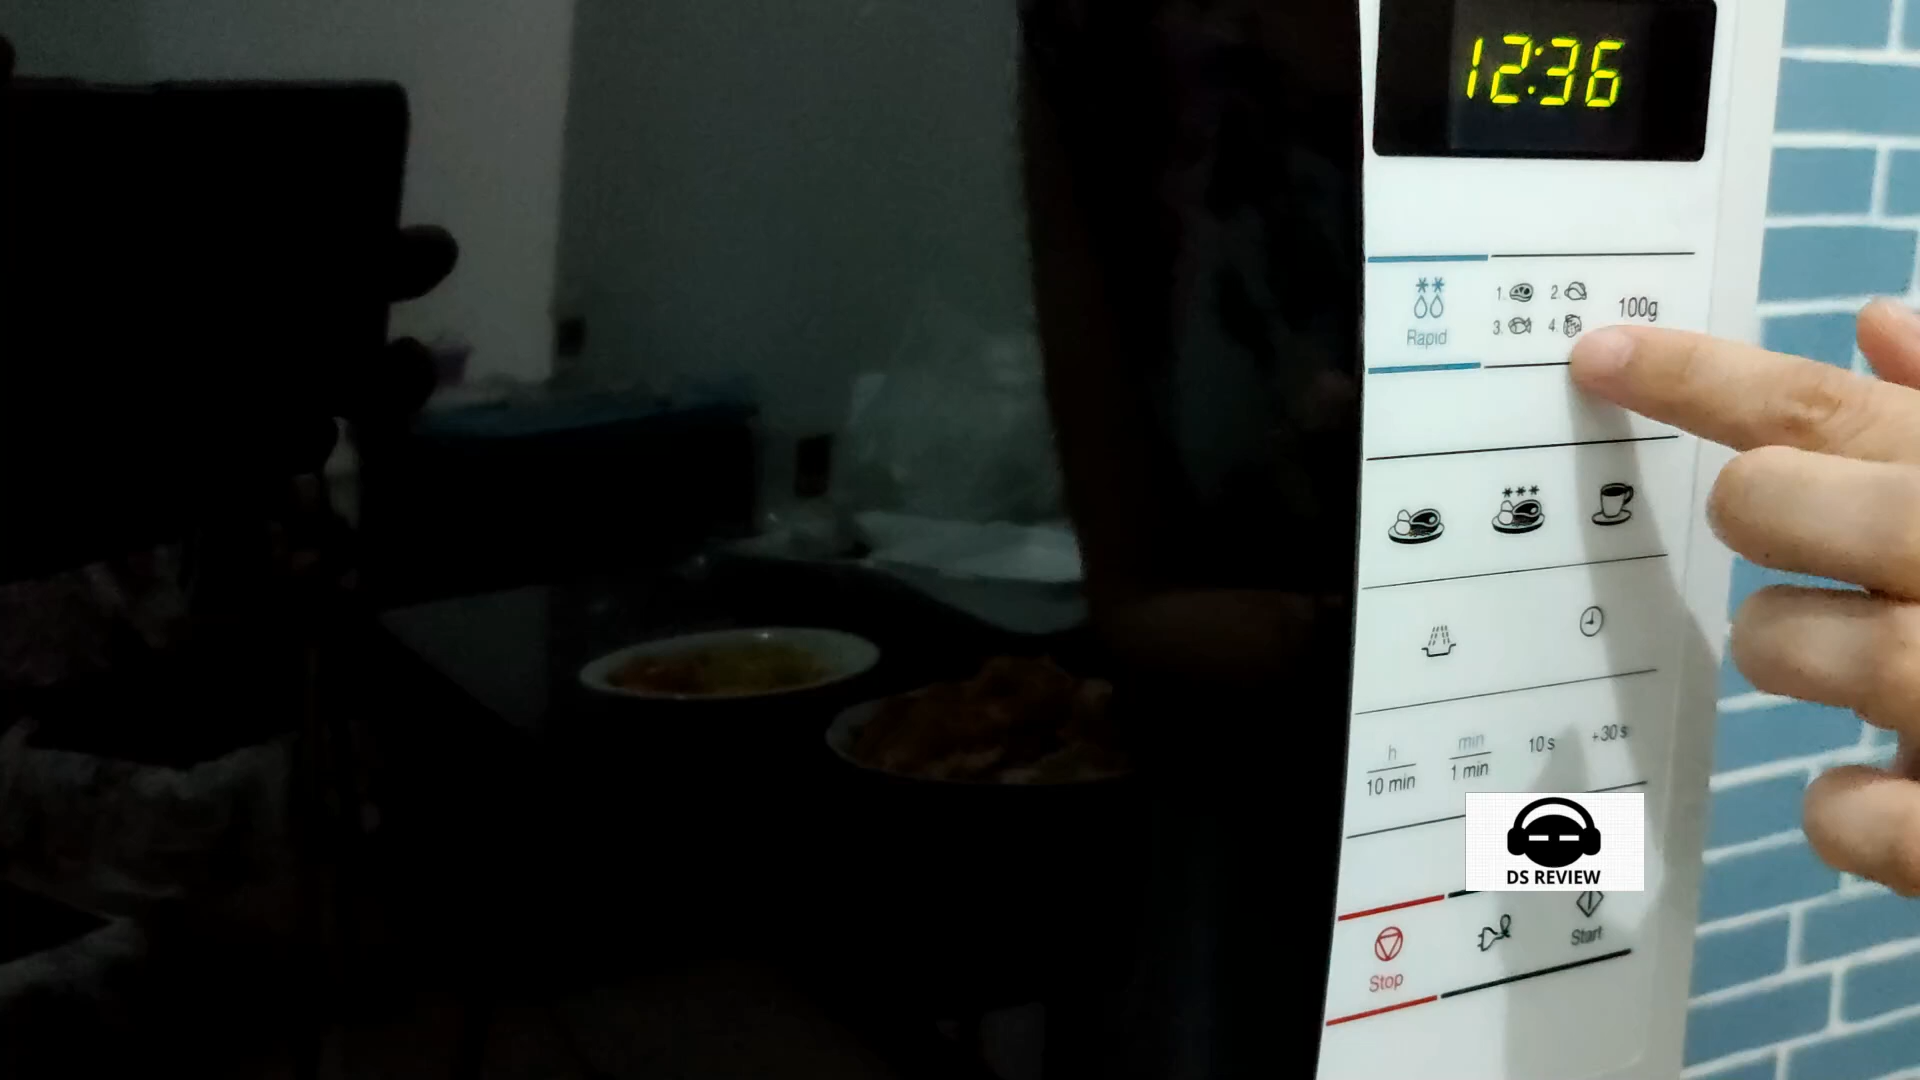 12:36
1. 2. 100g
3. 4.
Rapid
h min 10 s +30 s
10 min 1 min
DS REVIEW
Start
Stop